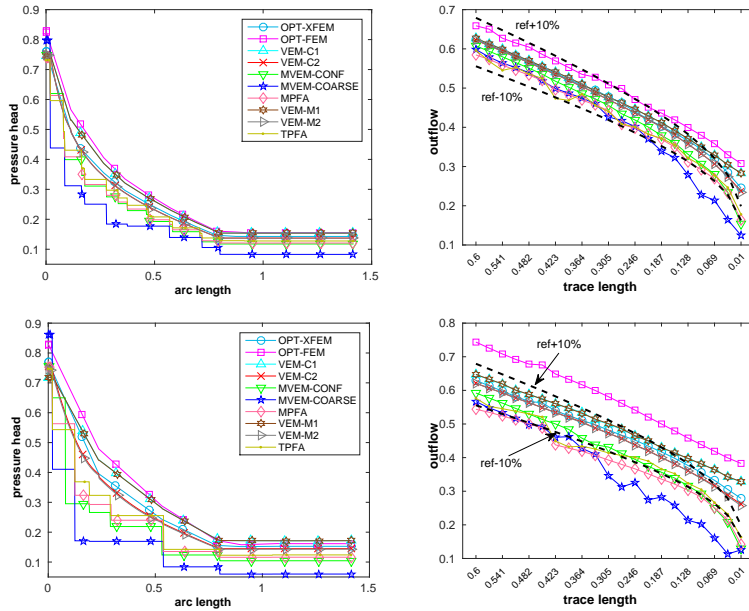 pressure head
0.9
0.8
0.7
0.6
0.5
0.4
0.3
0.2
0.1
0
0.5
1
1.5
arc length
OPT-XFEM
OPT-FEM
VEM-C1
VEM-C2
MVEM-CONF
MVEM-COARSE
MPFA
VEM-M1
VEM-M2
TPFA
outflow
0.7
0.6
0.5
0.4
0.3
0.2
0.1
ref+10%
ref-10%
0.6
0.541
0.482
0.423
0.364
0.305
0.246
0.187
0.128
0.069
0.01
trace length
pressure head
0.9
0.8
0.7
0.6
0.5
0.4
0.3
0.2
0.1
0
0.5
1
1.5
arc length
OPT-XFEM
OPT-FEM
VEM-C1
VEM-C2
MVEM-CONF
MVEM-COARSE
MPFA
VEM-M1
VEM-M2
TPFA
outflow
0.8
0.7
0.6
0.5
0.4
0.3
0.2
0.1
ref+10%
ref-10%
0.6
0.541
0.482
0.423
0.364
0.305
0.246
0.187
0.128
0.069
0.01
trace length